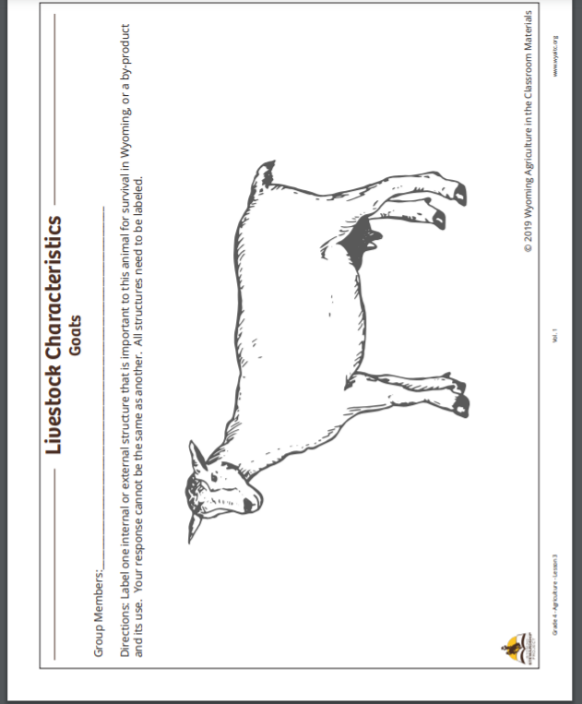 Livestock Characteristics
Goats
Group Members:
Directions: Label one internal or external structure that is important to this animal for survival in Wyoming, or a by-product
and its use. Your response cannot be the same as another. All structures need to be labeled.
© 2019 Wyoming Agriculture in the Classroom Materials
Grade 4 - Agriculture - Lesson 3
Vol. 1
www.wyaitc.org